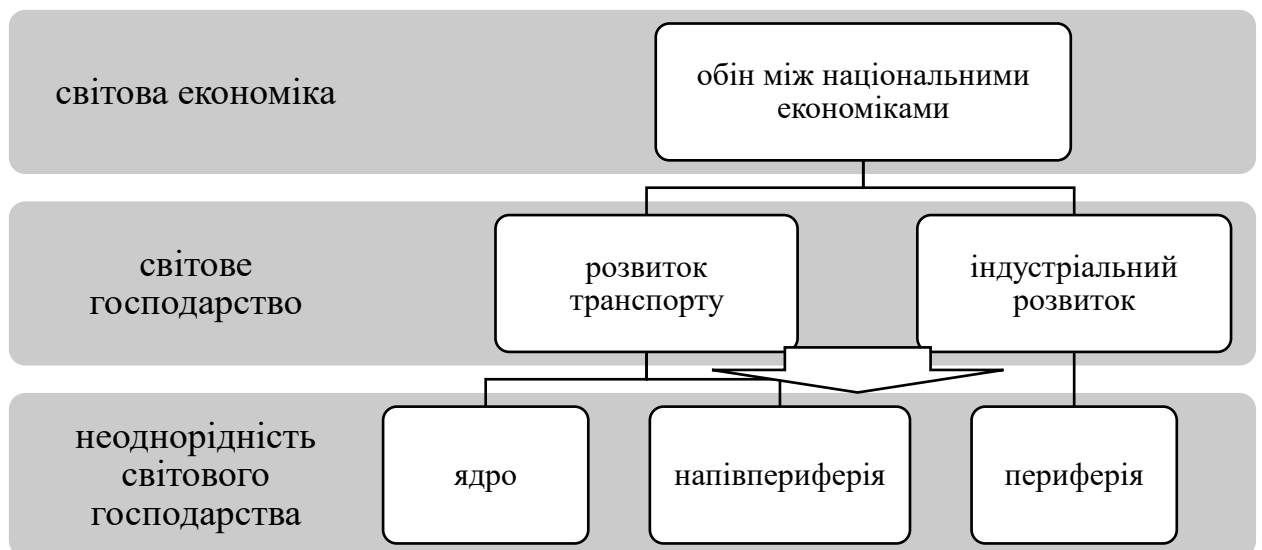 світова економіка
обін між національними
економіками
світове
господарство
розвиток
транспорту
індустріальний
розвиток
неоднорідність
світового
господарства
ядро
напівпериферія
периферія